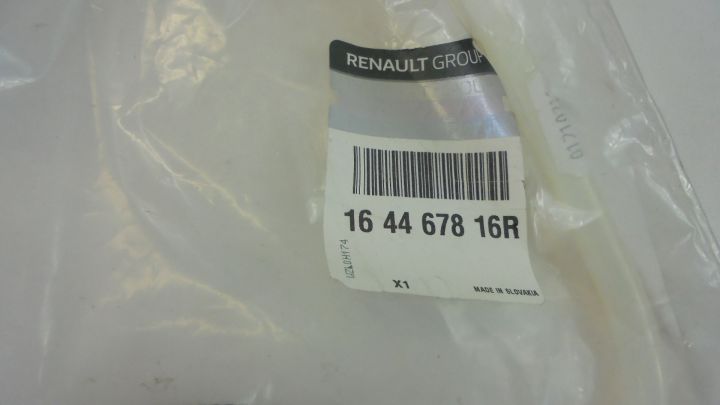 RENAULT GROUP
16 44 678 16R
X1
MADE IN SLOVAKIA